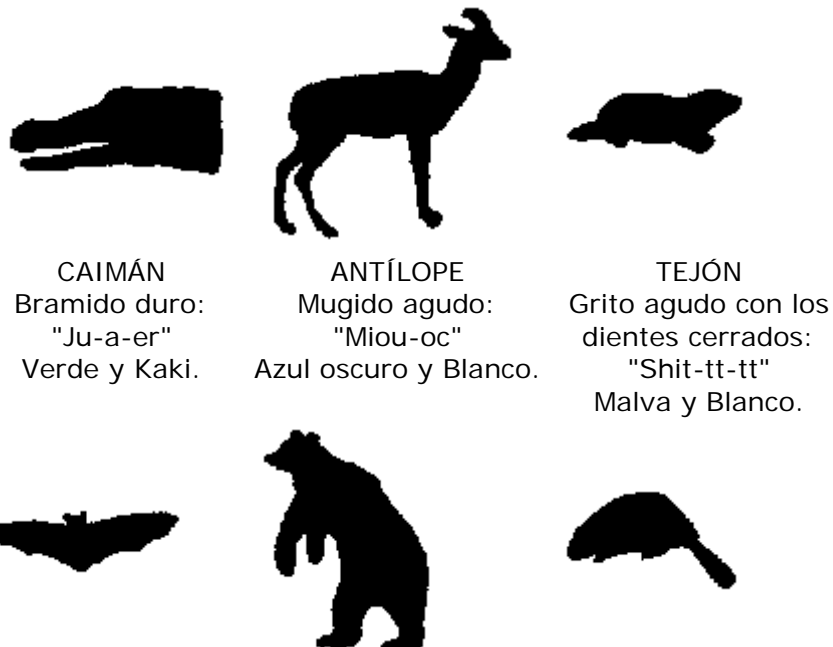 CAIMÁN
Bramido duro:
"Ju-a-er"
Verde y Kaki.
ANTÍLOPE
Mugido agudo:
"Miou-oc"
Azul oscuro y Blanco.
TEJÓN
Grito agudo con los
dientes cerrados:
"Shit-tt-tt"
Malva y Blanco.